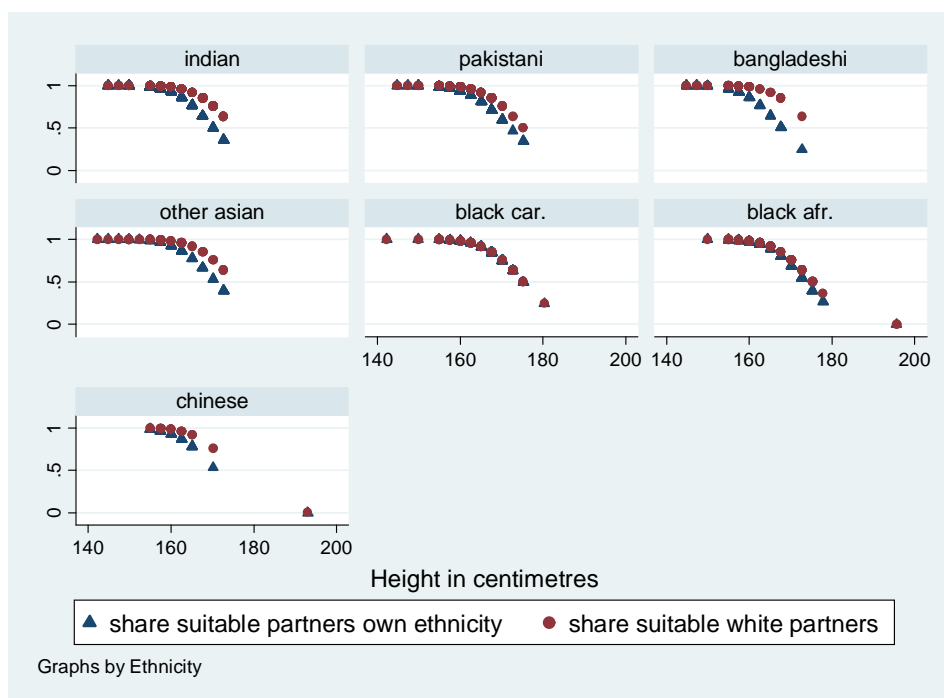 indian
pakistani
bangladeshi
0 .5 1
other asian
black car.
black afr.
0 .5 1
140 160 180 200
140 160 180 200
chinese
0 .5 1
140 160 180 200
Height in centimetres
share suitable partners own ethnicity
share suitable white partners
Graphs by Ethnicity